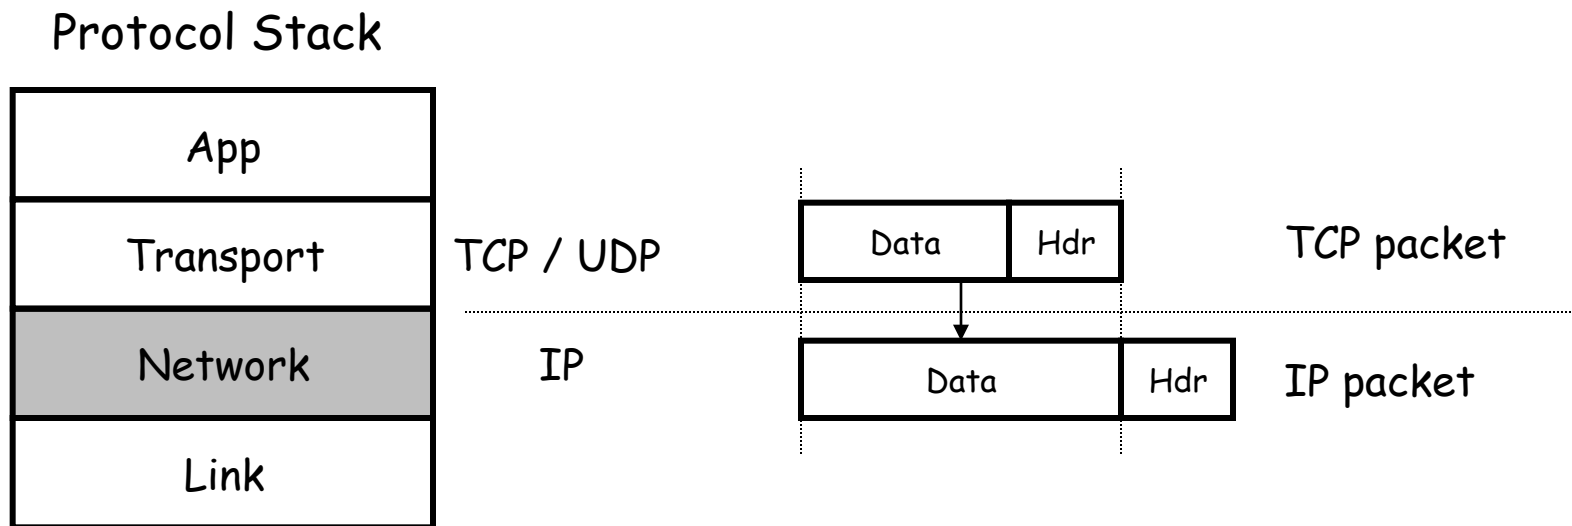 Protocol Stack
App
Transport
TCP / UDP
Data
Hdr
TCP packet
Network
IP
Data
Hdr
IP packet
Link